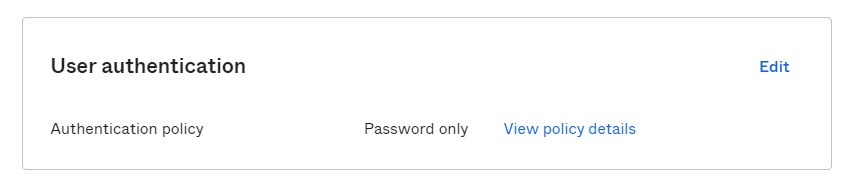 User authentication Edit
Authentication policy Password only View policy details